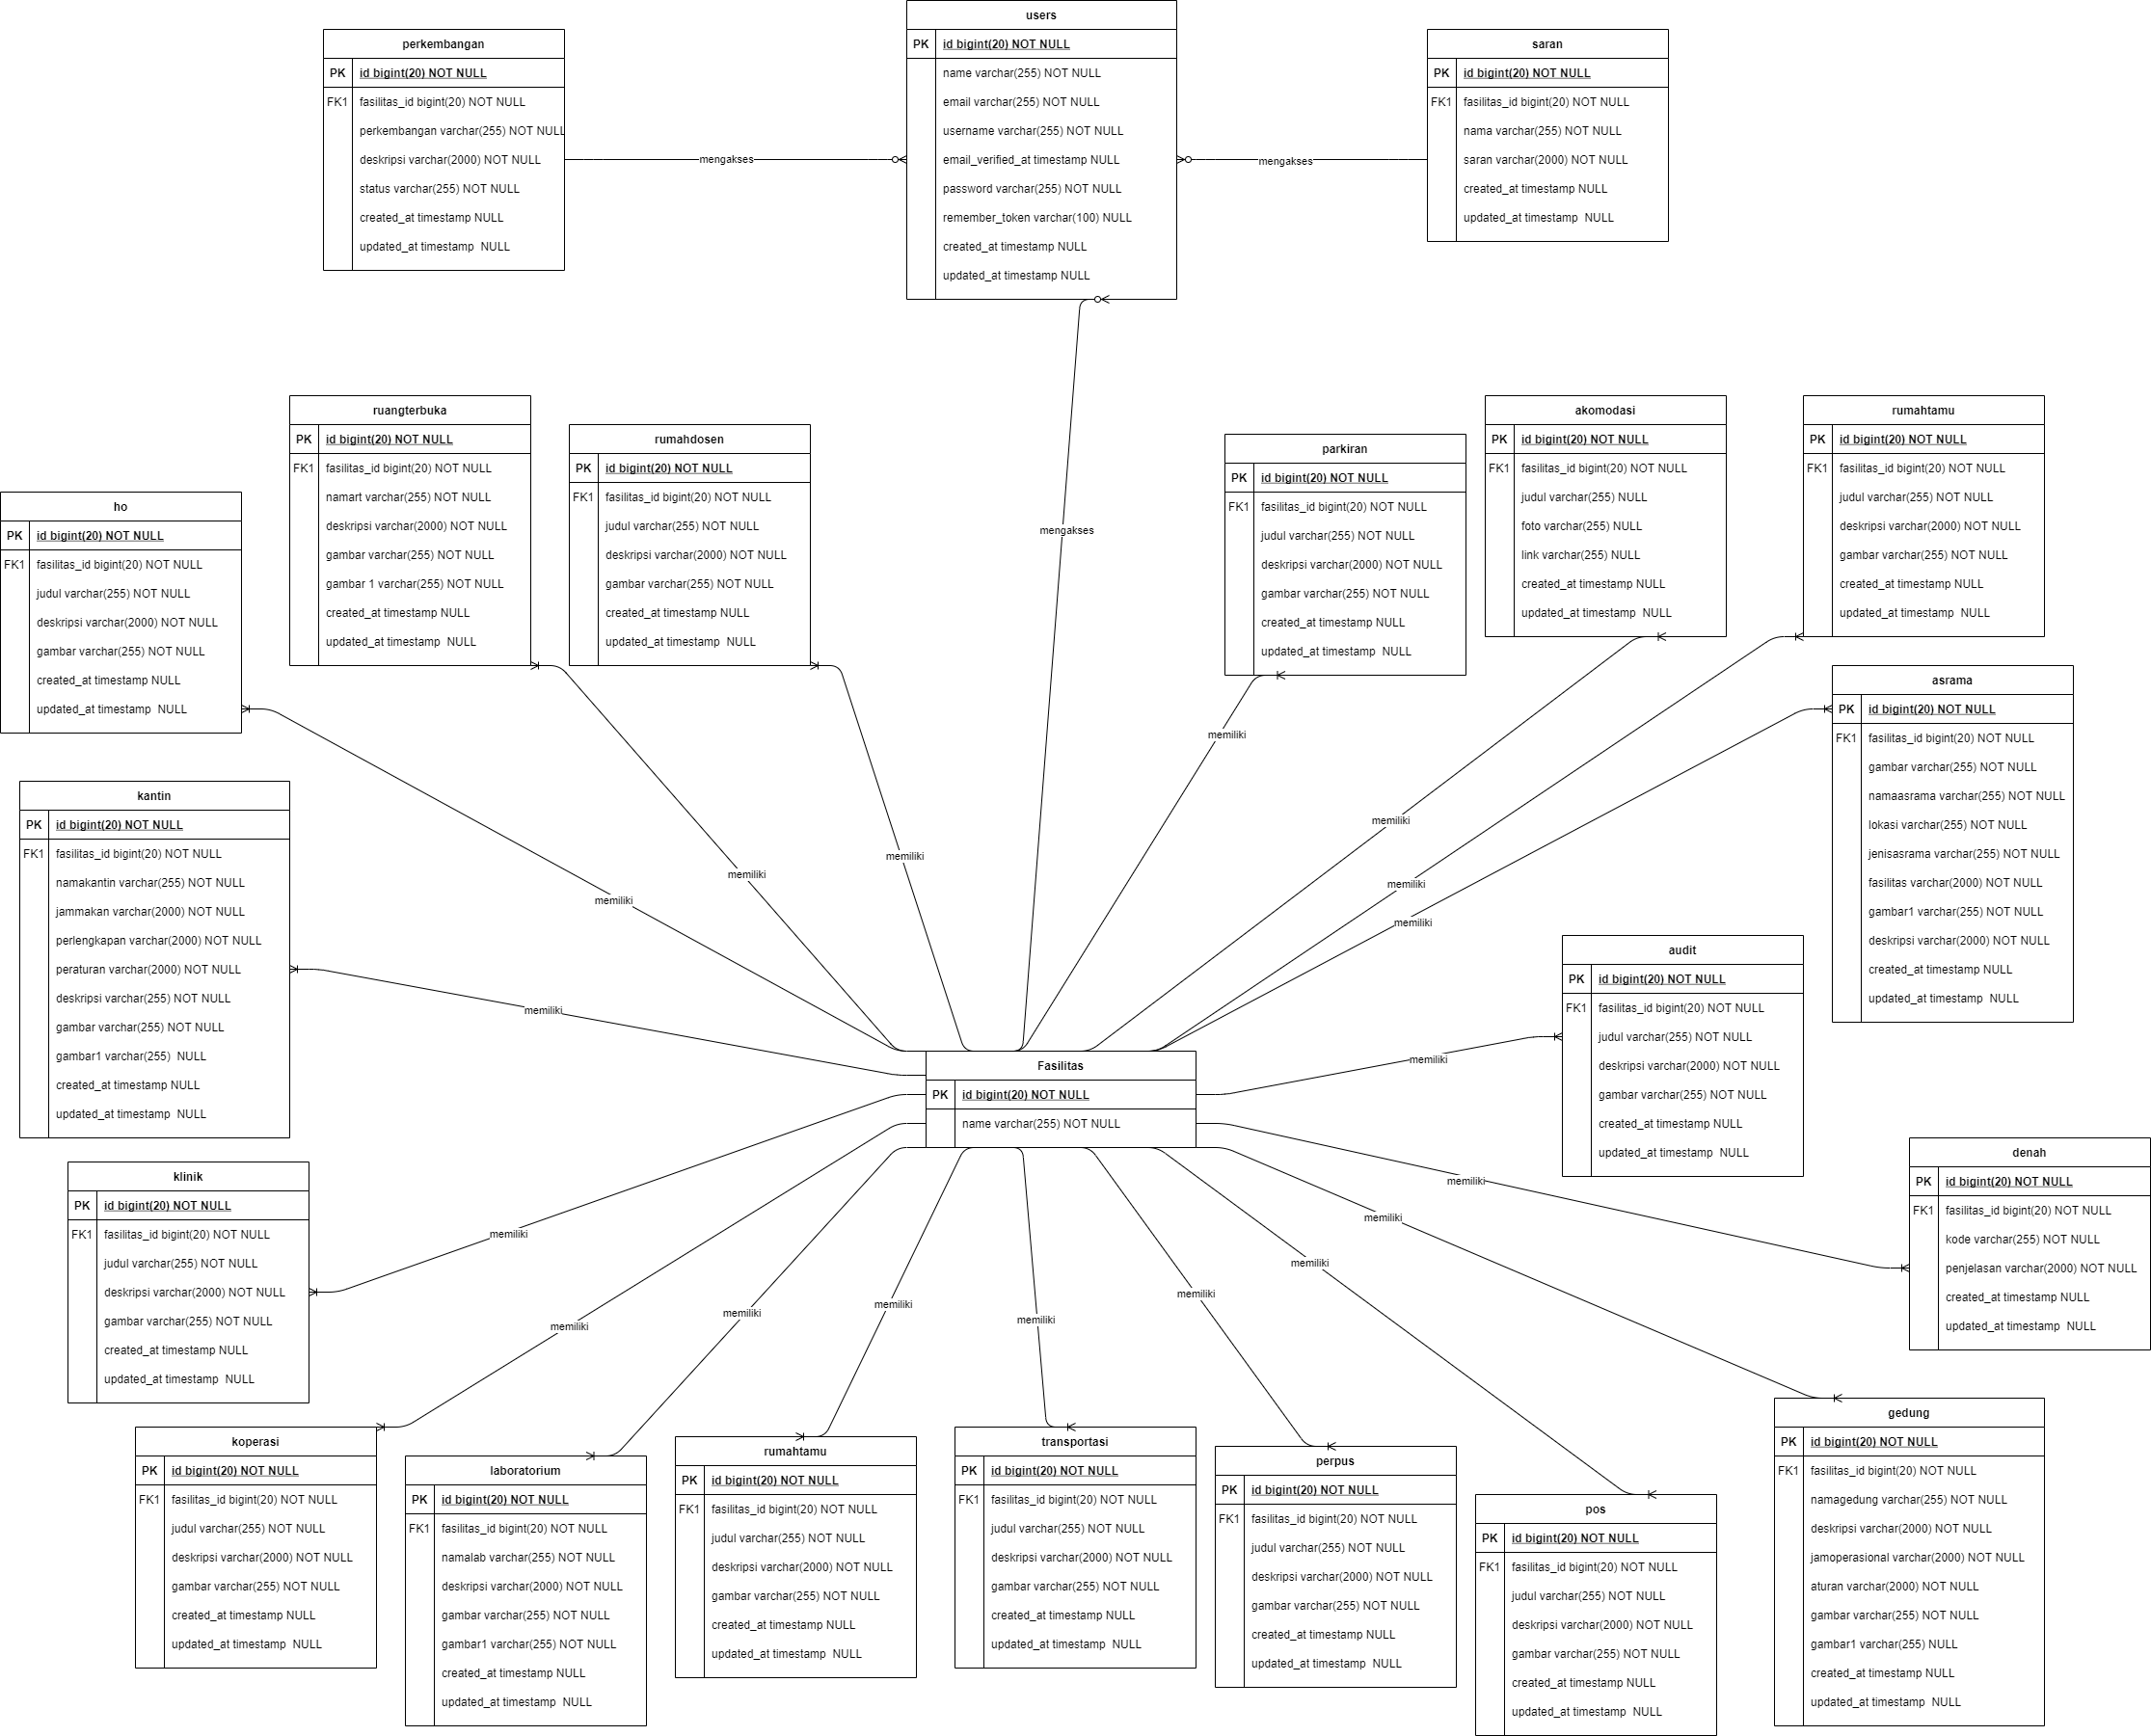 users
PK id bigint(20) NOT NULL
name varchar(255) NOT NULL
email varchar(255) NOT NULL
username varchar(255) NOT NULL
email_verified_at timestamp NULL
password varchar(255) NOT NULL
remember_token varchar(100) NULL
created_at timestamp NULL
updated_at timestamp NULL
perkembangan
PK id bigint(20) NOT NULL
FK1 fasilitas_id bigint(20) NOT NULL
perkembangan varchar(255) NOT NULL
deskripsi varchar(2000) NOT NULL
status varchar(255) NOT NULL
created_at timestamp NULL
updated_at timestamp NULL
mengakses
saran
PK id bigint(20) NOT NULL
FK1 fasilitas_id bigint(20) NOT NULL
nama varchar(255) NOT NULL
saran varchar(2000) NOT NULL
created_at timestamp NULL
updated_at timestamp NULL
mengakses
mengakses
ruangterbuka
PK id bigint(20) NOT NULL
FK1 fasilitas_id bigint(20) NOT NULL
namart varchar(255) NOT NULL
deskripsi varchar(2000) NOT NULL
gambar varchar(255) NOT NULL
gambar 1 varchar(255) NOT NULL
created_at timestamp NULL
updated_at timestamp NULL
rumahdosen
PK id bigint(20) NOT NULL
FK1 fasilitas_id bigint(20) NOT NULL
judul varchar(255) NOT NULL
deskripsi varchar(2000) NOT NULL
gambar varchar(255) NOT NULL
created_at timestamp NULL
updated_at timestamp NULL
parkiran
PK id bigint(20) NOT NULL
FK1 fasilitas_id bigint(20) NOT NULL
judul varchar(255) NOT NULL
deskripsi varchar(2000) NOT NULL
gambar varchar(255) NOT NULL
created_at timestamp NULL
updated_at timestamp NULL
akomodasi
PK id bigint(20) NOT NULL
FK1 fasilitas_id bigint(20) NOT NULL
judul varchar(255) NULL
foto varchar(255) NULL
link varchar(255) NULL
created_at timestamp NULL
updated_at timestamp NULL
rumahtamu
PK id bigint(20) NOT NULL
FK1 fasilitas_id bigint(20) NOT NULL
judul varchar(255) NOT NULL
deskripsi varchar(2000) NOT NULL
gambar varchar(255) NOT NULL
created_at timestamp NULL
updated_at timestamp NULL
ho
PK id bigint(20) NOT NULL
FK1 fasilitas_id bigint(20) NOT NULL
judul varchar(255) NOT NULL
deskripsi varchar(2000) NOT NULL
gambar varchar(255) NOT NULL
created_at timestamp NULL
updated_at timestamp NULL
asrama
PK id bigint(20) NOT NULL
FK1 fasilitas_id bigint(20) NOT NULL
gambar varchar(255) NOT NULL
namaasrama varchar(255) NOT NULL
lokasi varchar(255) NOT NULL
jenisasrama varchar(255) NOT NULL
fasilitas varchar(2000) NOT NULL
gambar1 varchar(255) NOT NULL
deskripsi varchar(2000) NOT NULL
created_at timestamp NULL
updated_at timestamp NULL
kantin
PK id bigint(20) NOT NULL
FK1 fasilitas_id bigint(20) NOT NULL
namakantin varchar(255) NOT NULL
jammakan varchar(2000) NOT NULL
perlengkapan varchar(2000) NOT NULL
peraturan varchar(2000) NOT NULL
deskripsi varchar(255) NOT NULL
gambar varchar(255) NOT NULL
gambar1 varchar(255) NULL
created_at timestamp NULL
updated_at timestamp NULL
memiliki
memiliki
memiliki
memiliki
memiliki
memiliki
memiliki
memiliki
memiliki
audit
PK id bigint(20) NOT NULL
FK1 fasilitas_id bigint(20) NOT NULL
judul varchar(255) NOT NULL
deskripsi varchar(2000) NOT NULL
gambar varchar(255) NOT NULL
created_at timestamp NULL
updated_at timestamp NULL
Fasilitas
PK id bigint(20) NOT NULL
name varchar(255) NOT NULL
denah
PK id bigint(20) NOT NULL
FK1 fasilitas_id bigint(20) NOT NULL
kode varchar(255) NOT NULL
penjelasan varchar(2000) NOT NULL
created_at timestamp NULL
updated_at timestamp NULL
klinik
PK id bigint(20) NOT NULL
FK1 fasilitas_id bigint(20) NOT NULL
judul varchar(255) NOT NULL
deskripsi varchar(2000) NOT NULL
gambar varchar(255) NOT NULL
created_at timestamp NULL
updated_at timestamp NULL
memiliki
memiliki
memiliki
memiliki
memiliki
memiliki
memiliki
memiliki
memiliki
koperasi
PK id bigint(20) NOT NULL
FK1 fasilitas_id bigint(20) NOT NULL
judul varchar(255) NOT NULL
deskripsi varchar(2000) NOT NULL
gambar varchar(255) NOT NULL
created_at timestamp NULL
updated_at timestamp NULL
laboratorium
PK id bigint(20) NOT NULL
FK1 fasilitas_id bigint(20) NOT NULL
namalab varchar(255) NOT NULL
deskripsi varchar(2000) NOT NULL
gambar varchar(255) NOT NULL
gambar1 varchar(255) NOT NULL
created_at timestamp NULL
updated_at timestamp NULL
rumahtamu
PK id bigint(20) NOT NULL
FK1 fasilitas_id bigint(20) NOT NULL
judul varchar(255) NOT NULL
deskripsi varchar(2000) NOT NULL
gambar varchar(255) NOT NULL
created_at timestamp NULL
updated_at timestamp NULL
transportasi
PK id bigint(20) NOT NULL
FK1 fasilitas_id bigint(20) NOT NULL
judul varchar(255) NOT NULL
deskripsi varchar(2000) NOT NULL
gambar varchar(255) NOT NULL
created_at timestamp NULL
updated_at timestamp NULL
perpus
PK id bigint(20) NOT NULL
FK1 fasilitas_id bigint(20) NOT NULL
judul varchar(255) NOT NULL
deskripsi varchar(2000) NOT NULL
gambar varchar(255) NOT NULL
created_at timestamp NULL
updated_at timestamp NULL
pos
PK id bigint(20) NOT NULL
FK1 fasilitas_id bigint(20) NOT NULL
judul varchar(255) NOT NULL
deskripsi varchar(2000) NOT NULL
gambar varchar(255) NOT NULL
created_at timestamp NULL
updated_at timestamp NULL
gedung
PK id bigint(20) NOT NULL
FK1 fasilitas_id bigint(20) NOT NULL
namagedung varchar(255) NOT NULL
deskripsi varchar(2000) NOT NULL
jamoperasional varchar(2000) NOT NULL
aturan varchar(2000) NOT NULL
gambar varchar(255) NOT NULL
gambar1 varchar(255) NULL
created_at timestamp NULL
updated_at timestamp NULL